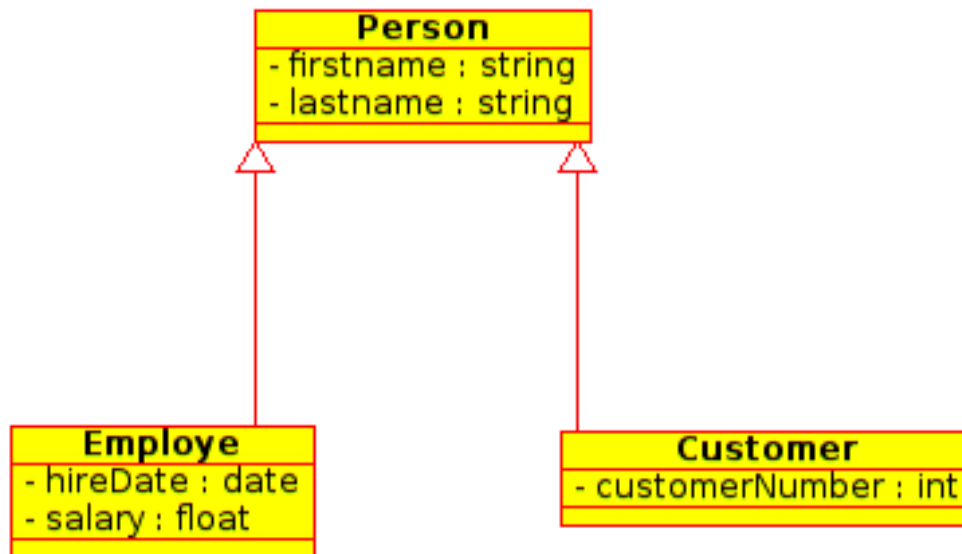 Person
- firstname : string
- lastname : string
Employe
- hireDate : date
- salary : float
Customer
- customerNumber : int